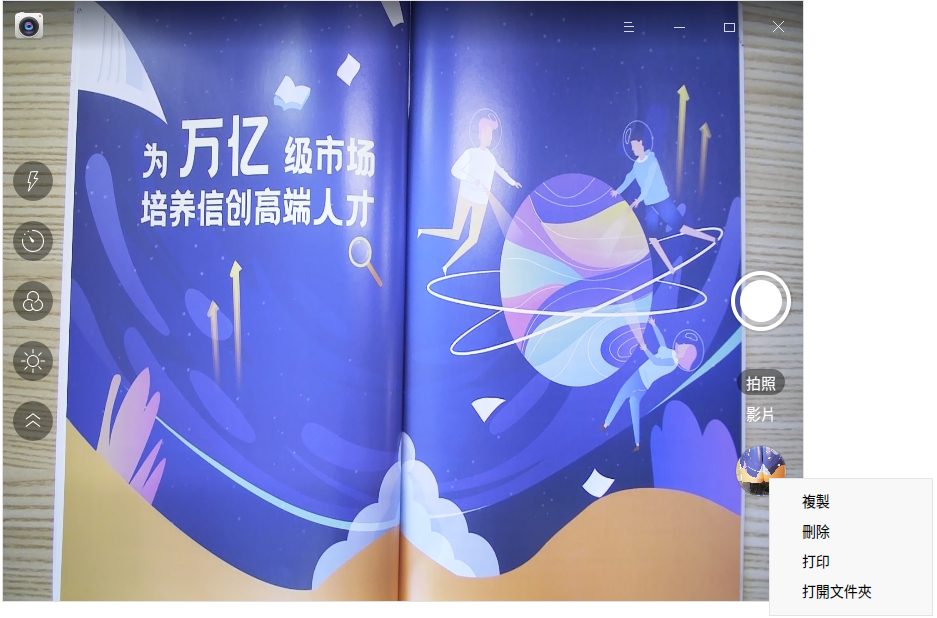 为万亿级市场
培养信创高端人才
拍照
影片
複製
刪除
打印
打開文件夾